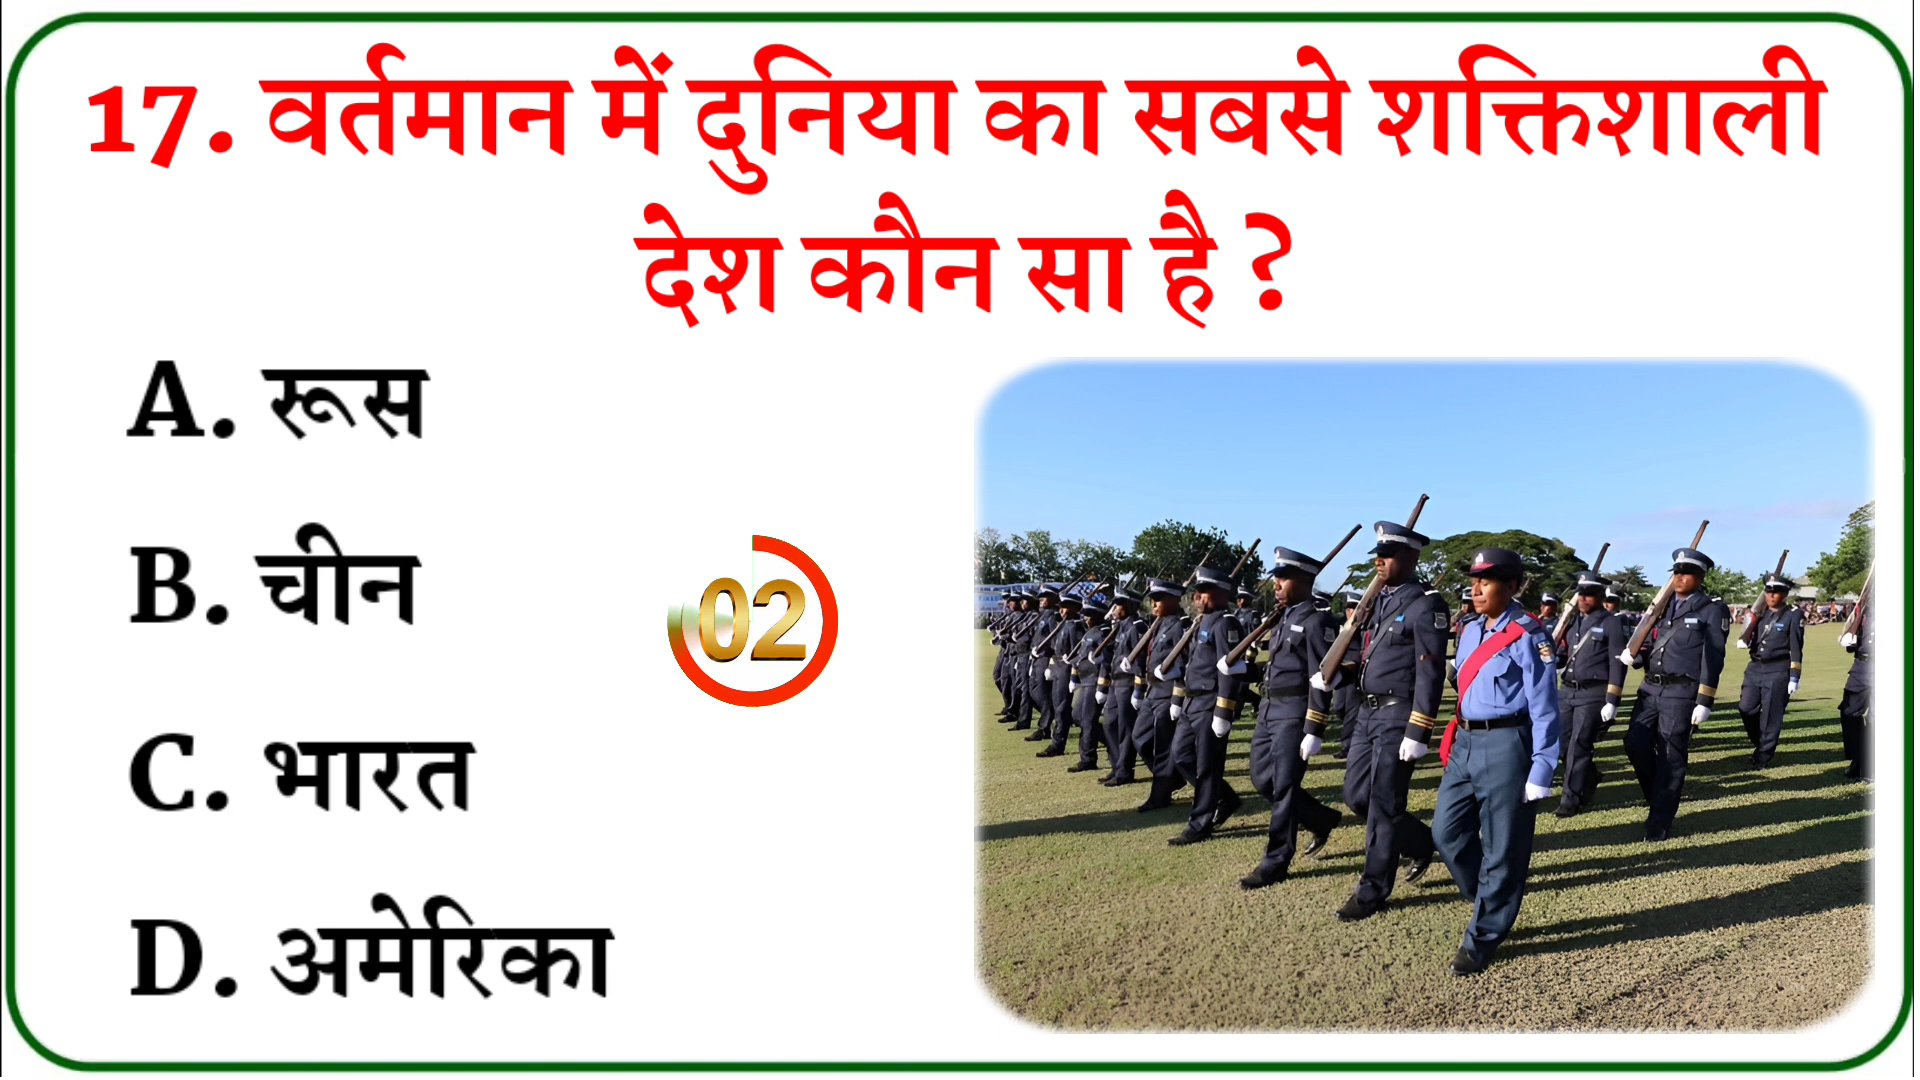 17. वर्तमान में दुनिया का सबसे शक्तिशाली
देश कौन सा है ?
A. रूस
B. चीन
02
C. भारत
D. अमेरिका